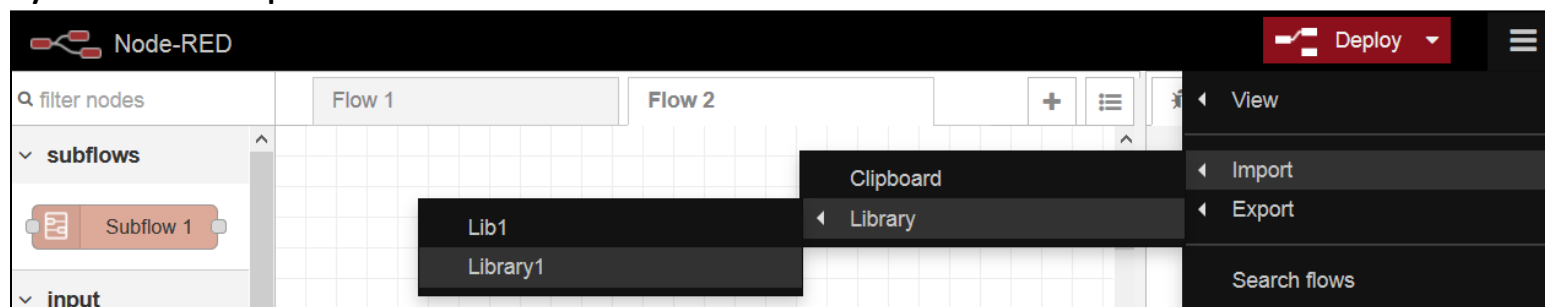 Node-RED
Deploy
filter nodes
Flow 1
Flow 2
View
subflows
Clipboard
Import
Subflow 1
Lib1
Library
Export
Library1
input
Search flows